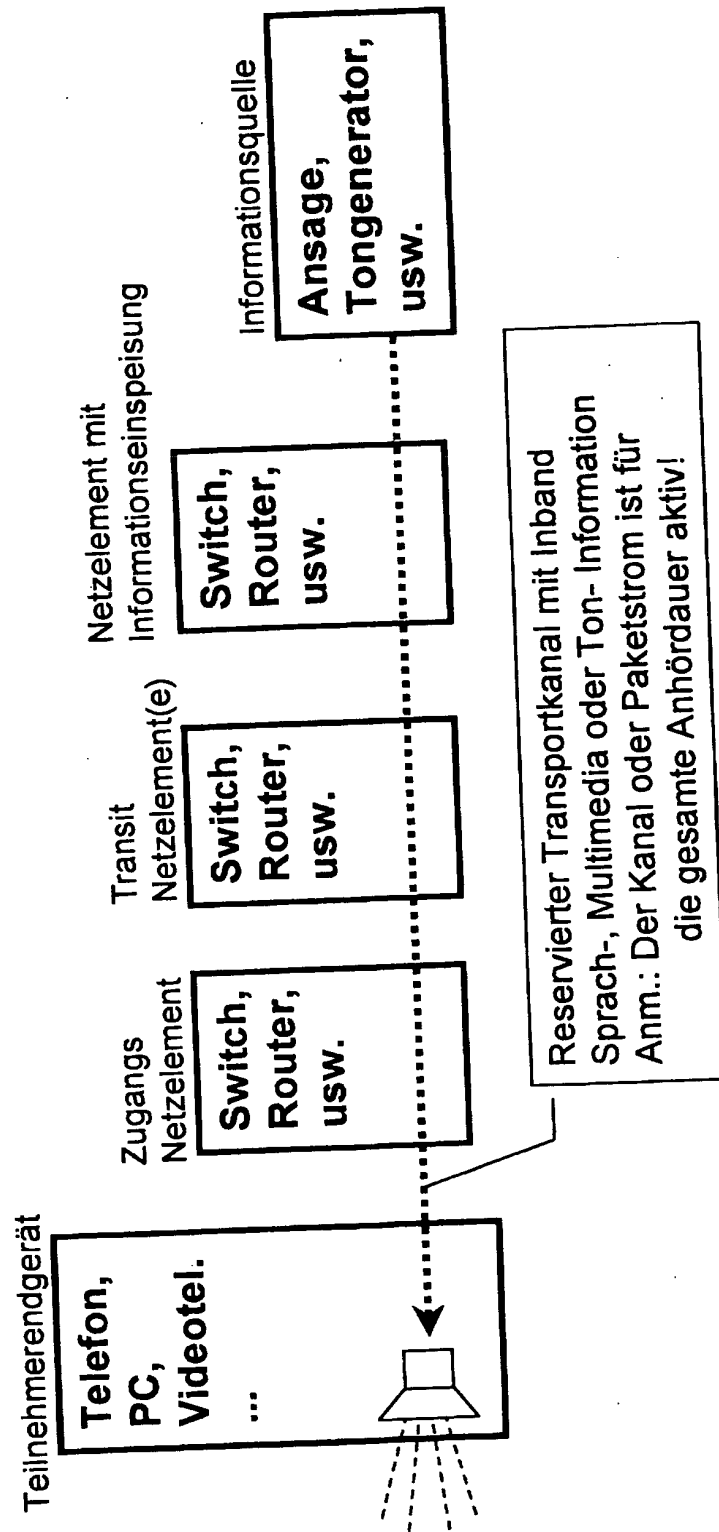 Teilnehmerendgerät
Telefon,
PC,
Videotel.
...
Zugangs
Netzelement
Switch,
Router,
usw.
Transit
Netzelement(e)
Switch,
Router,
usw.
Netzelement mit
Informationseinspeisung
Switch,
Router,
usw.
Informationsquelle
Ansage,
Tongenerator,
usw.
Reservierter Transportkanal mit Inband
Sprach-, Multimedia oder Ton- Information
Anm.: Der Kanal oder Paketstrom ist für
die gesamte Anhördauer aktiv!